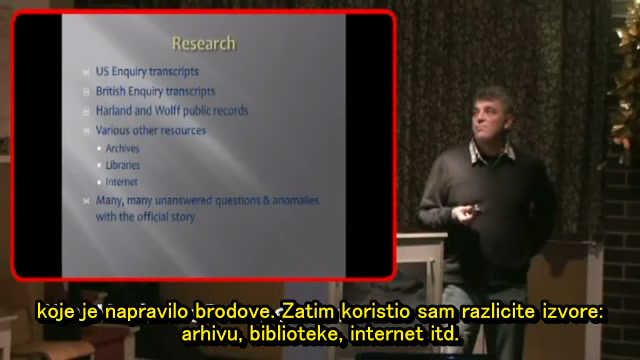 Research
US Enquiry transcripts
British Enquiry transcripts
Harland and Wolff public records
Various other resources
Archives
Libraries
Internet
Many, many unanswered questions & anomalies
with the official story
koje je napravilo brodove. Zatim koristio sam razlicite izvore:
arhivu, biblioteke, internet itd.